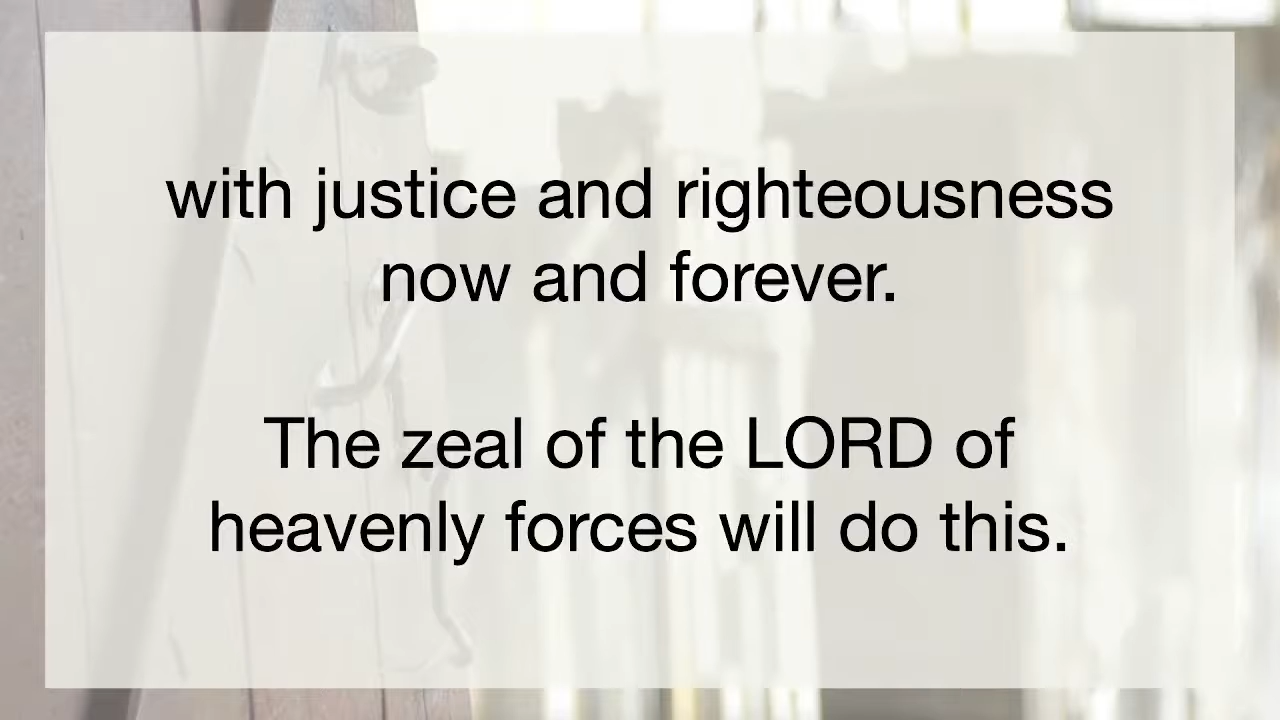 with justice and righteousness
now and forever.
The zeal of the LORD of
heavenly forces will do this.